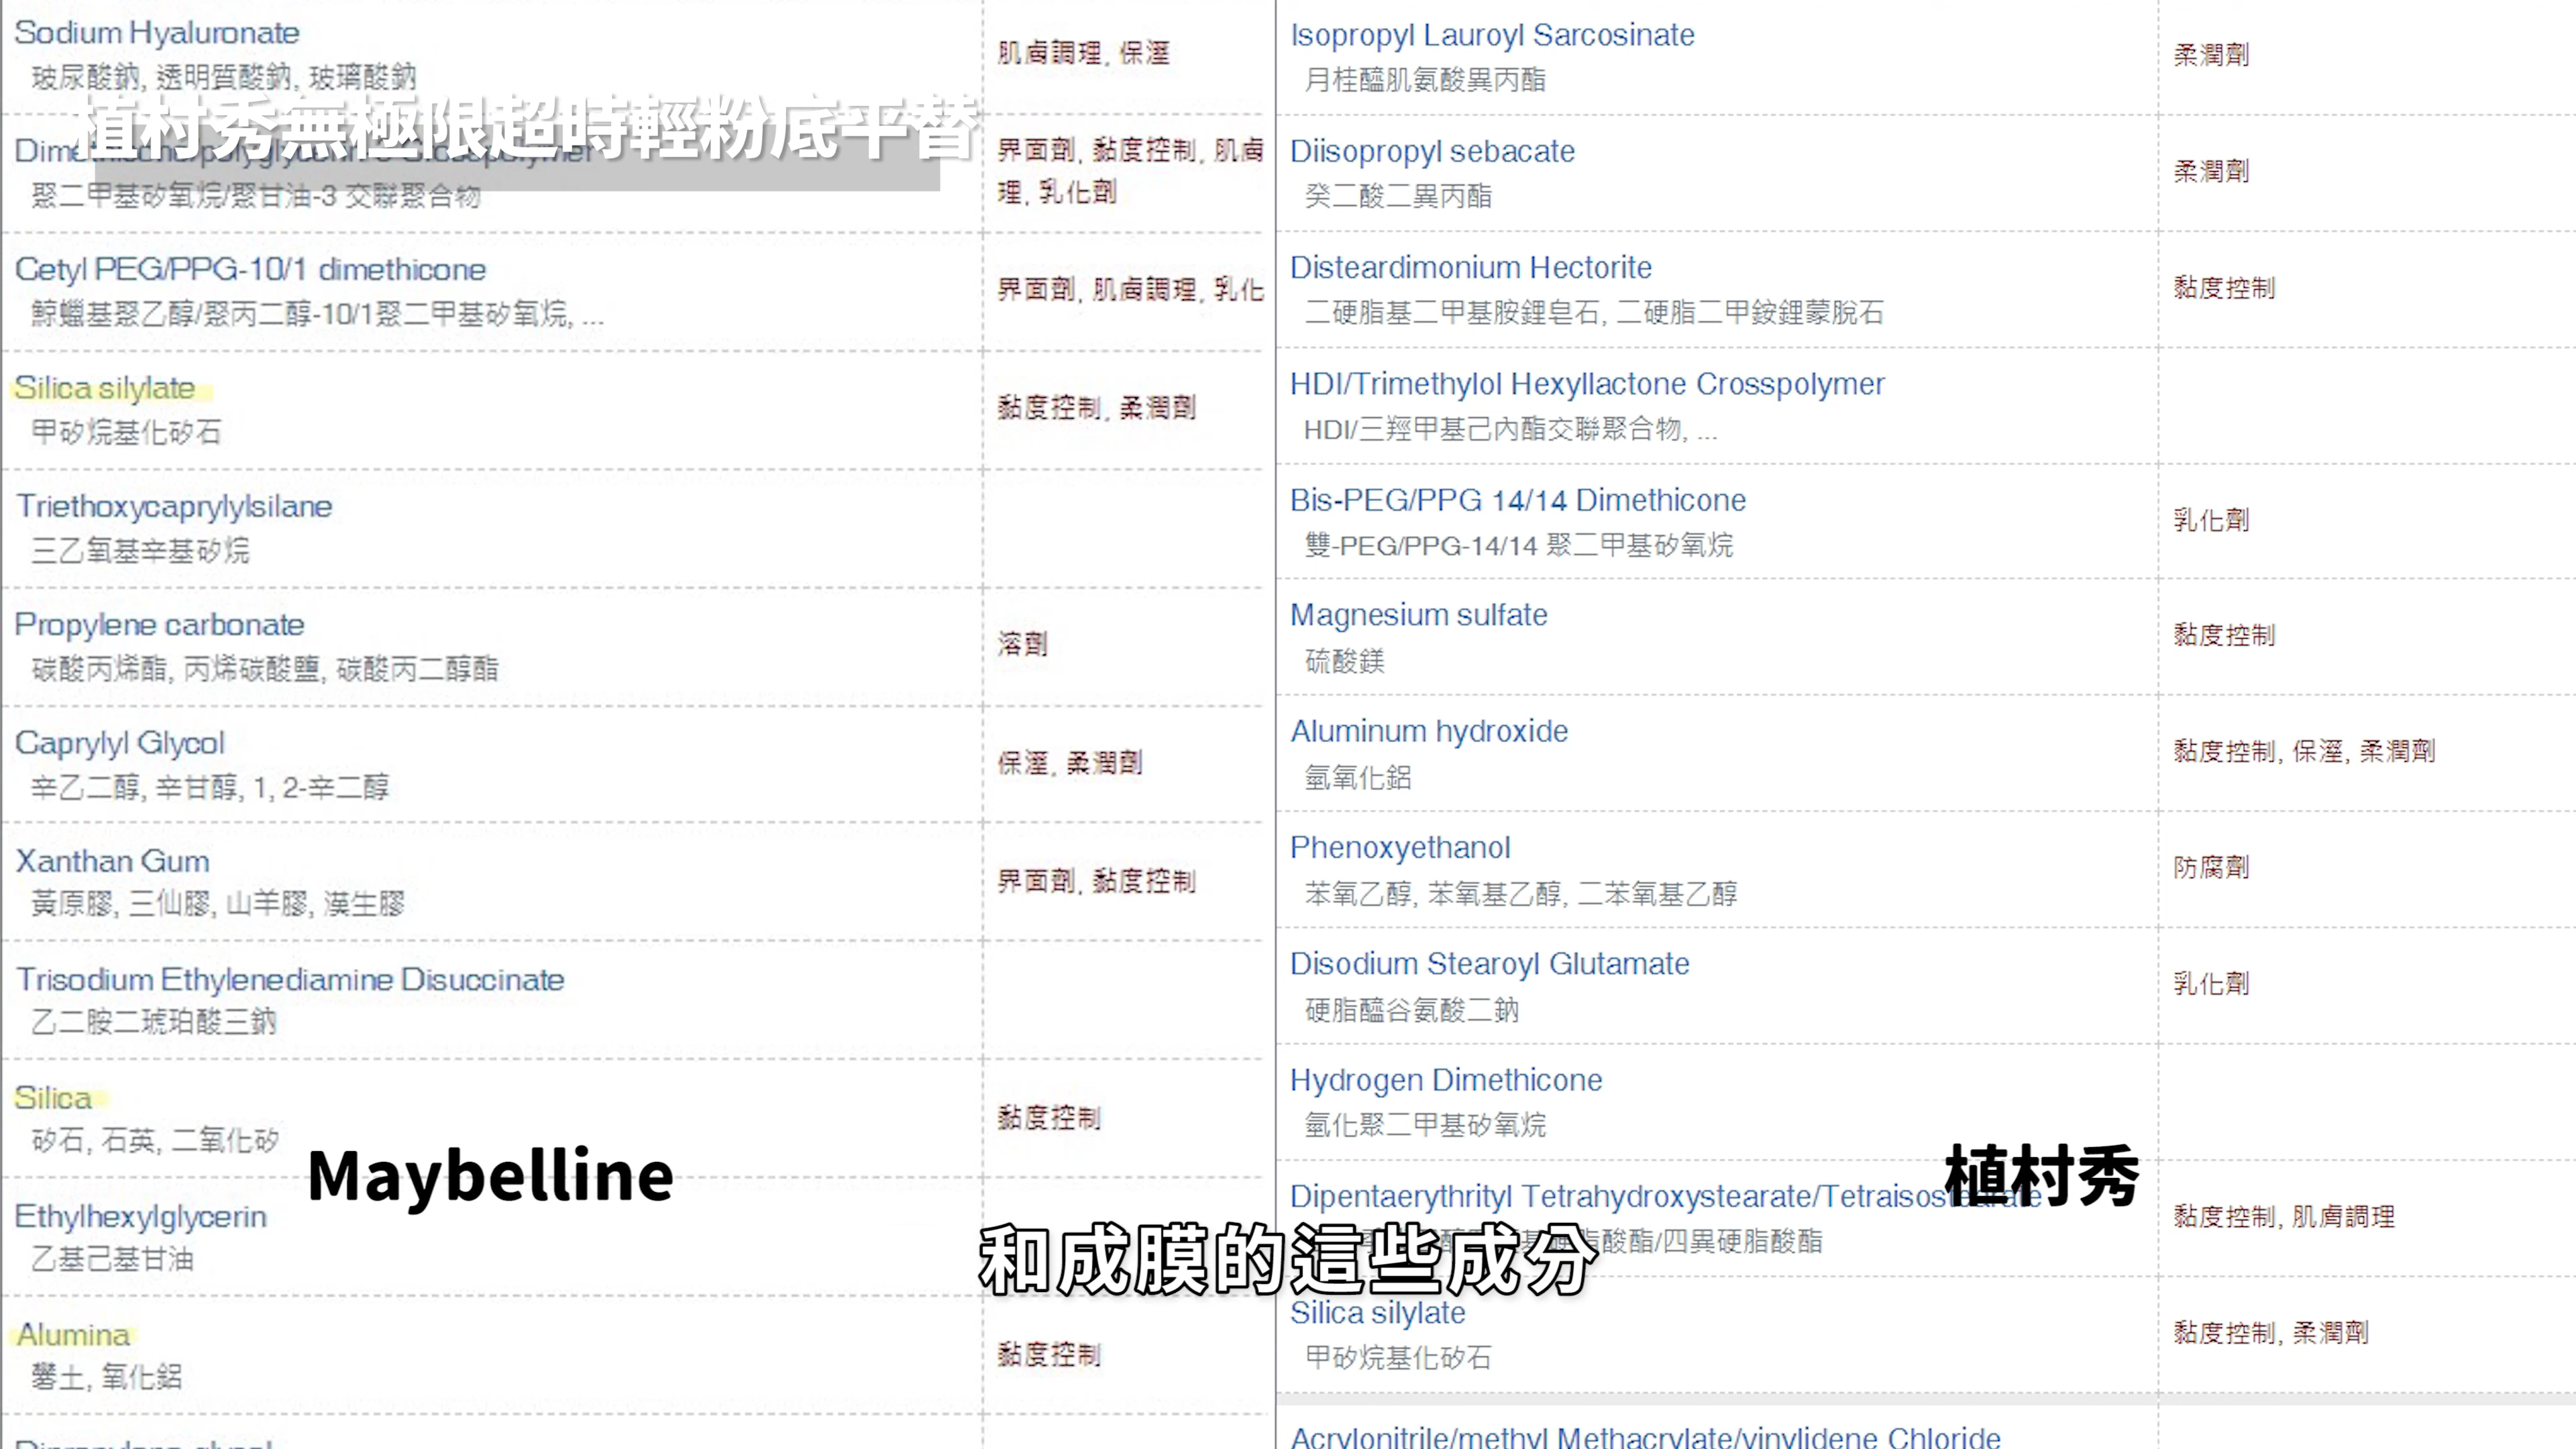 Sodium Hyaluronate
玻尿酸鈉, 透明質酸鈉, 玻璃酸鈉
肌膚調理, 保溼
植村秀無極限超時輕粉底平替
聚二甲基矽氧烷/聚甘油-3 交聯聚合物
界面劑, 黏度控制, 肌膚
理, 乳化劑
Cetyl PEG/PPG-10/1 dimethicone
鯨蠟基聚乙醇/聚丙二醇-10/1聚二甲基矽氧烷, ...
界面劑, 肌膚調理, 乳化
Silica silylate
甲矽烷基化矽石
黏度控制, 柔潤劑
Triethoxycaprylylsilane
三乙氧基辛基矽烷
Propylene carbonate
碳酸丙烯酯, 丙烯碳酸鹽, 碳酸丙二醇酯
溶劑
Caprylyl Glycol
辛乙二醇, 辛甘醇, 1, 2-辛二醇
保溼, 柔潤劑
Xanthan Gum
黃原膠, 三仙膠, 山羊膠, 漢生膠
界面劑, 黏度控制
Trisodium Ethylenediamine Disuccinate
乙二胺二琥珀酸三鈉
Silica
矽石, 石英, 二氧化矽
黏度控制
Maybelline
Ethylhexylglycerin
乙基己基甘油
Alumina
礬土, 氧化鋁
黏度控制
Isopropyl Lauroyl Sarcosinate
月桂醯肌氨酸異丙酯
柔潤劑
Diisopropyl sebacate
癸二酸二異丙酯
柔潤劑
Disteardimonium Hectorite
二硬脂基二甲基胺鋰皂石, 二硬脂二甲銨鋰蒙脫石
黏度控制
HDI/Trimethylol Hexyllactone Crosspolymer
HDI/三羥甲基己內酯交聯聚合物, ...
Bis-PEG/PPG 14/14 Dimethicone
雙-PEG/PPG-14/14 聚二甲基矽氧烷
乳化劑
Magnesium sulfate
硫酸鎂
黏度控制
Aluminum hydroxide
氫氧化鋁
黏度控制, 保溼, 柔潤劑
Phenoxyethanol
苯氧乙醇, 苯氧基乙醇, 二苯氧基乙醇
防腐劑
Disodium Stearoyl Glutamate
硬脂醯谷氨酸二鈉
乳化劑
Hydrogen Dimethicone
氫化聚二甲基矽氧烷
植村秀
Dipentaerythrityl Tetrahydroxystearate/Tetraisostearate
脂酸酯/四異硬脂酸酯
黏度控制, 肌膚調理
和成膜的這些成分
Silica silylate
甲矽烷基化矽石
黏度控制, 柔潤劑
Acrylonitrile/methyl Methacrylate/vinylidene Chloride